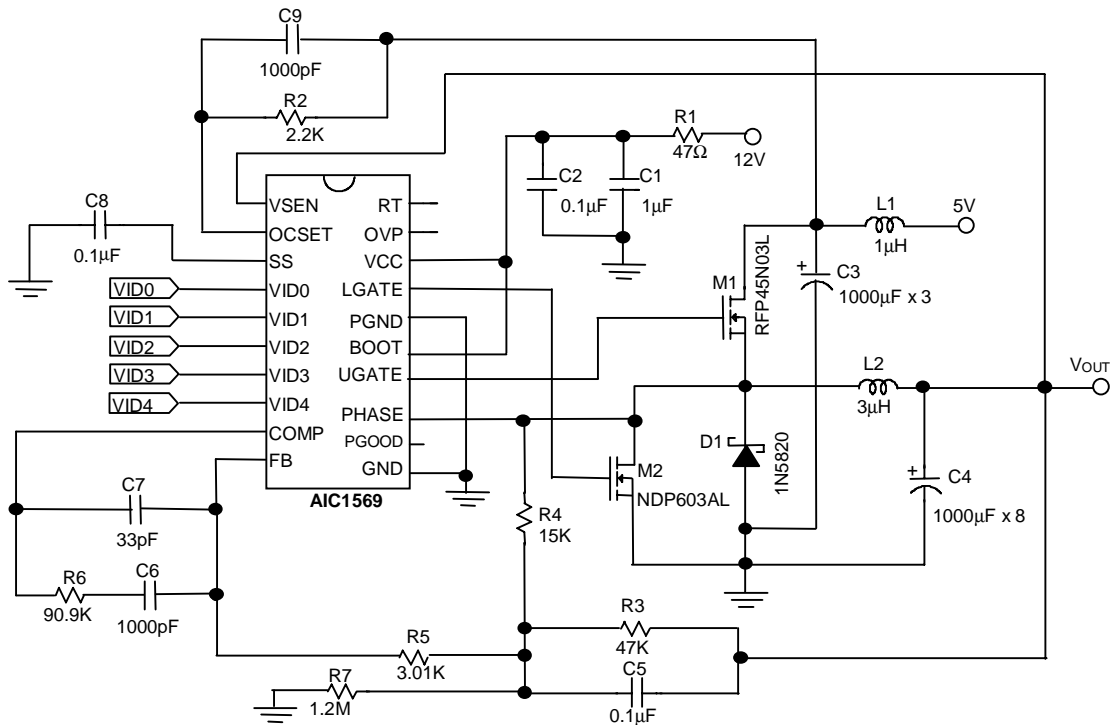 C9
1000pF
R2
2.2K
R1
47Ω
12V
C2
0.1µF
C1
1µF
C8
0.1µF
VSEN
OCSET
SS
VID0
VID1
VID2
VID3
VID4
COMP
FB
RT
OVP
VCC
LGATE
PGND
BOOT
UGATE
PHASE
PGOOD
GND
AIC1569
VID0
VID1
VID2
VID3
VID4
L1
1µH
5V
M1
RFP45N03L
C3
+
1000µF x 3
L2
3µH
VOUT
D1
1N5820
M2
NDP603AL
C4
+
1000µF x 8
C7
33pF
R6
90.9K
C6
1000pF
R4
15K
R3
47K
R5
3.01K
R7
1.2M
C5
0.1µF